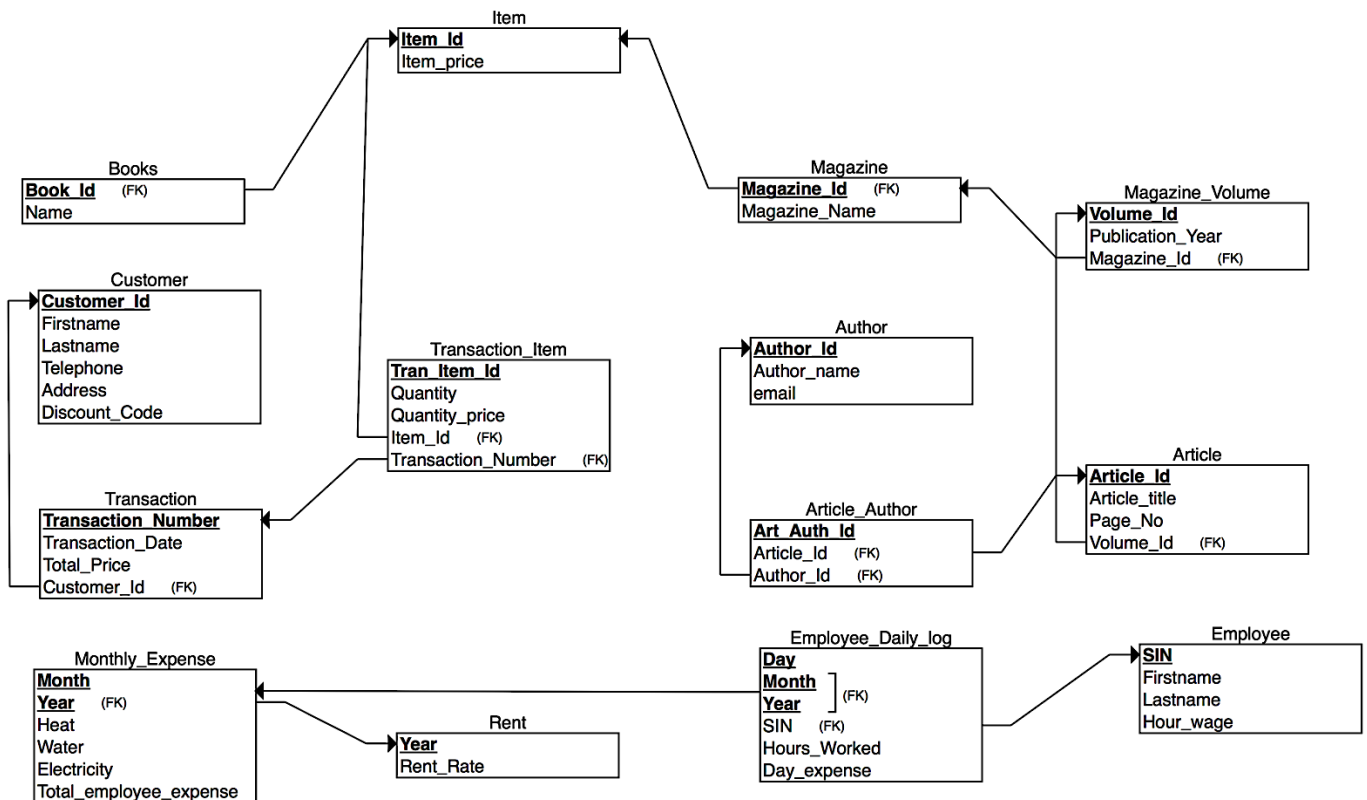 Item
Item_Id
Item_price
Books
Book_Id (FK)
Name
Magazine
Magazine_Id (FK)
Magazine_Name
Magazine_Volume
Volume_Id
Publication_Year
Magazine_Id (FK)
Customer
Customer_Id
Firstname
Lastname
Telephone
Address
Discount_Code
Transaction_Item
Tran_Item_Id
Quantity
Quantity_price
Item_Id (FK)
Transaction_Number (FK)
Author
Author_Id
Author_name
email
Article
Article_Id
Article_title
Page_No
Volume_Id (FK)
Transaction
Transaction_Number
Transaction_Date
Total_Price
Customer_Id (FK)
Article_Author
Art_Auth_Id
Article_Id (FK)
Author_Id (FK)
Monthly_Expense
Month
Year (FK)
Heat
Water
Electricity
Total_employee_expense
Rent
Year
Rent_Rate
Employee_Daily_log
Day
Month
Year
(FK)
SIN (FK)
Hours_Worked
Day_expense
Employee
SIN
Firstname
Lastname
Hour_wage